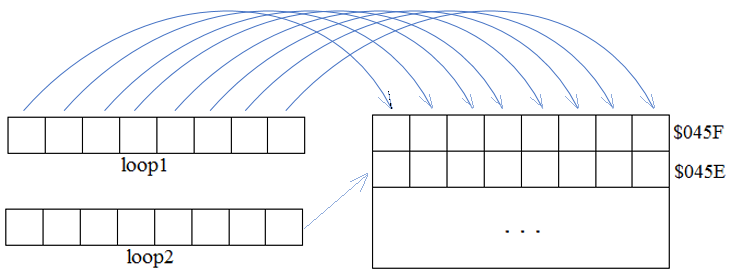 loop1
$045F
$045E
loop2
. . .